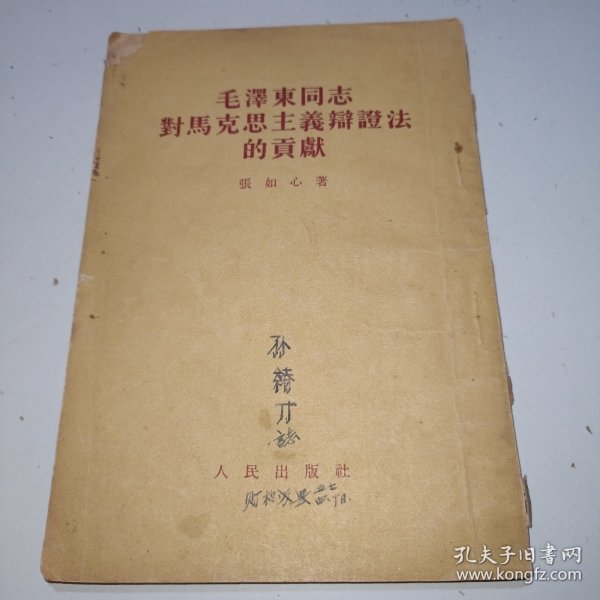 毛澤東同志
對馬克思主義辯證法
的貢獻
張如心著
誌
人民出版社
孔夫子旧书网
www.kongfz.com